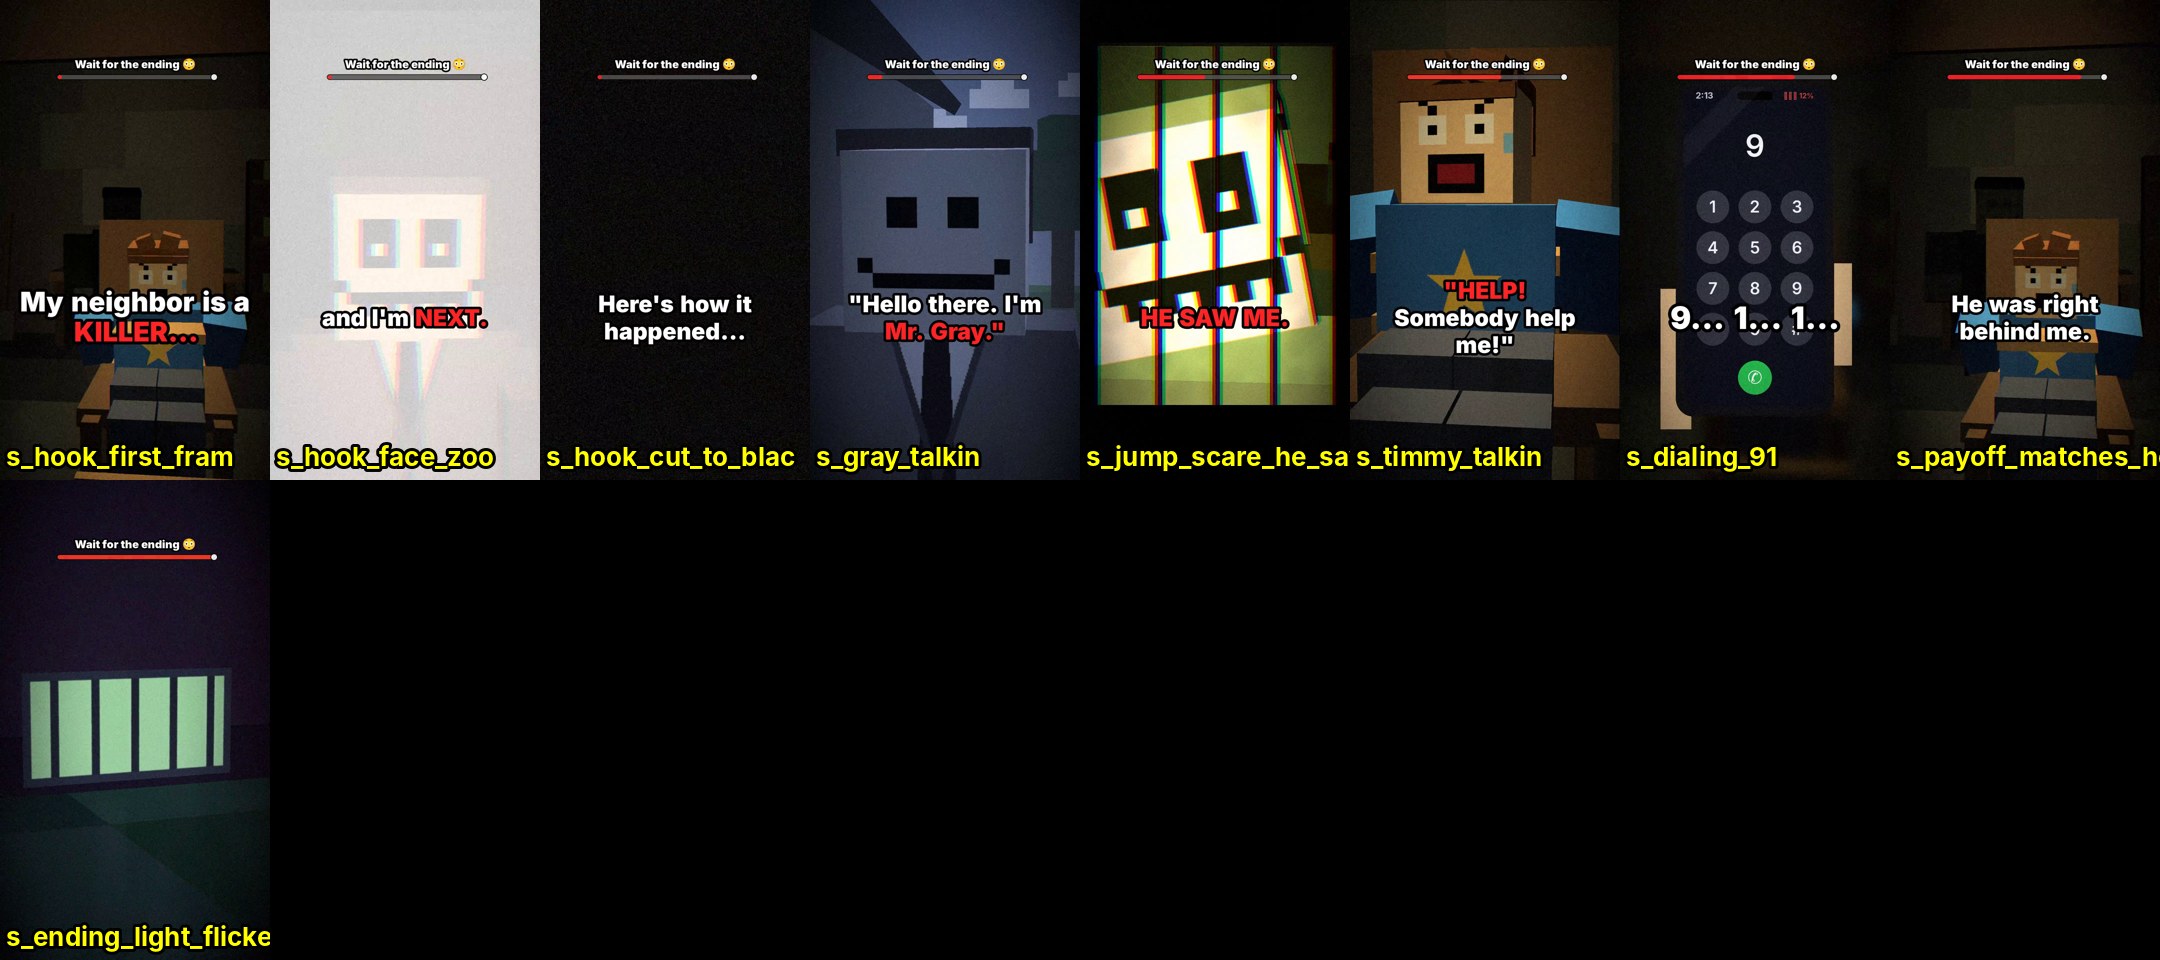 Wait for the ending 😳
My neighbor is a
KILLER...
s_hook_first_fram
Wait for the ending 😳
and I'm NEXT.
s_hook_face_zoo
Wait for the ending 😳
Here's how it
happened...
s_hook_cut_to_blac
Wait for the ending 😳
"Hello there. I'm
Mr. Gray."
s_gray_talkin
Wait for the ending 😳
HE SAW ME.
s_jump_scare_he_sa
Wait for the ending 😳
"HELP!
Somebody help
me!"
s_timmy_talkin
Wait for the ending 😳
2:13
12%
9
1 2 3
4 5 6
7 8 9
9... 1... 1...
s_dialing_91
Wait for the ending 😳
He was right
behind me.
s_payoff_matches_h
Wait for the ending 😳
s_ending_light_flicke